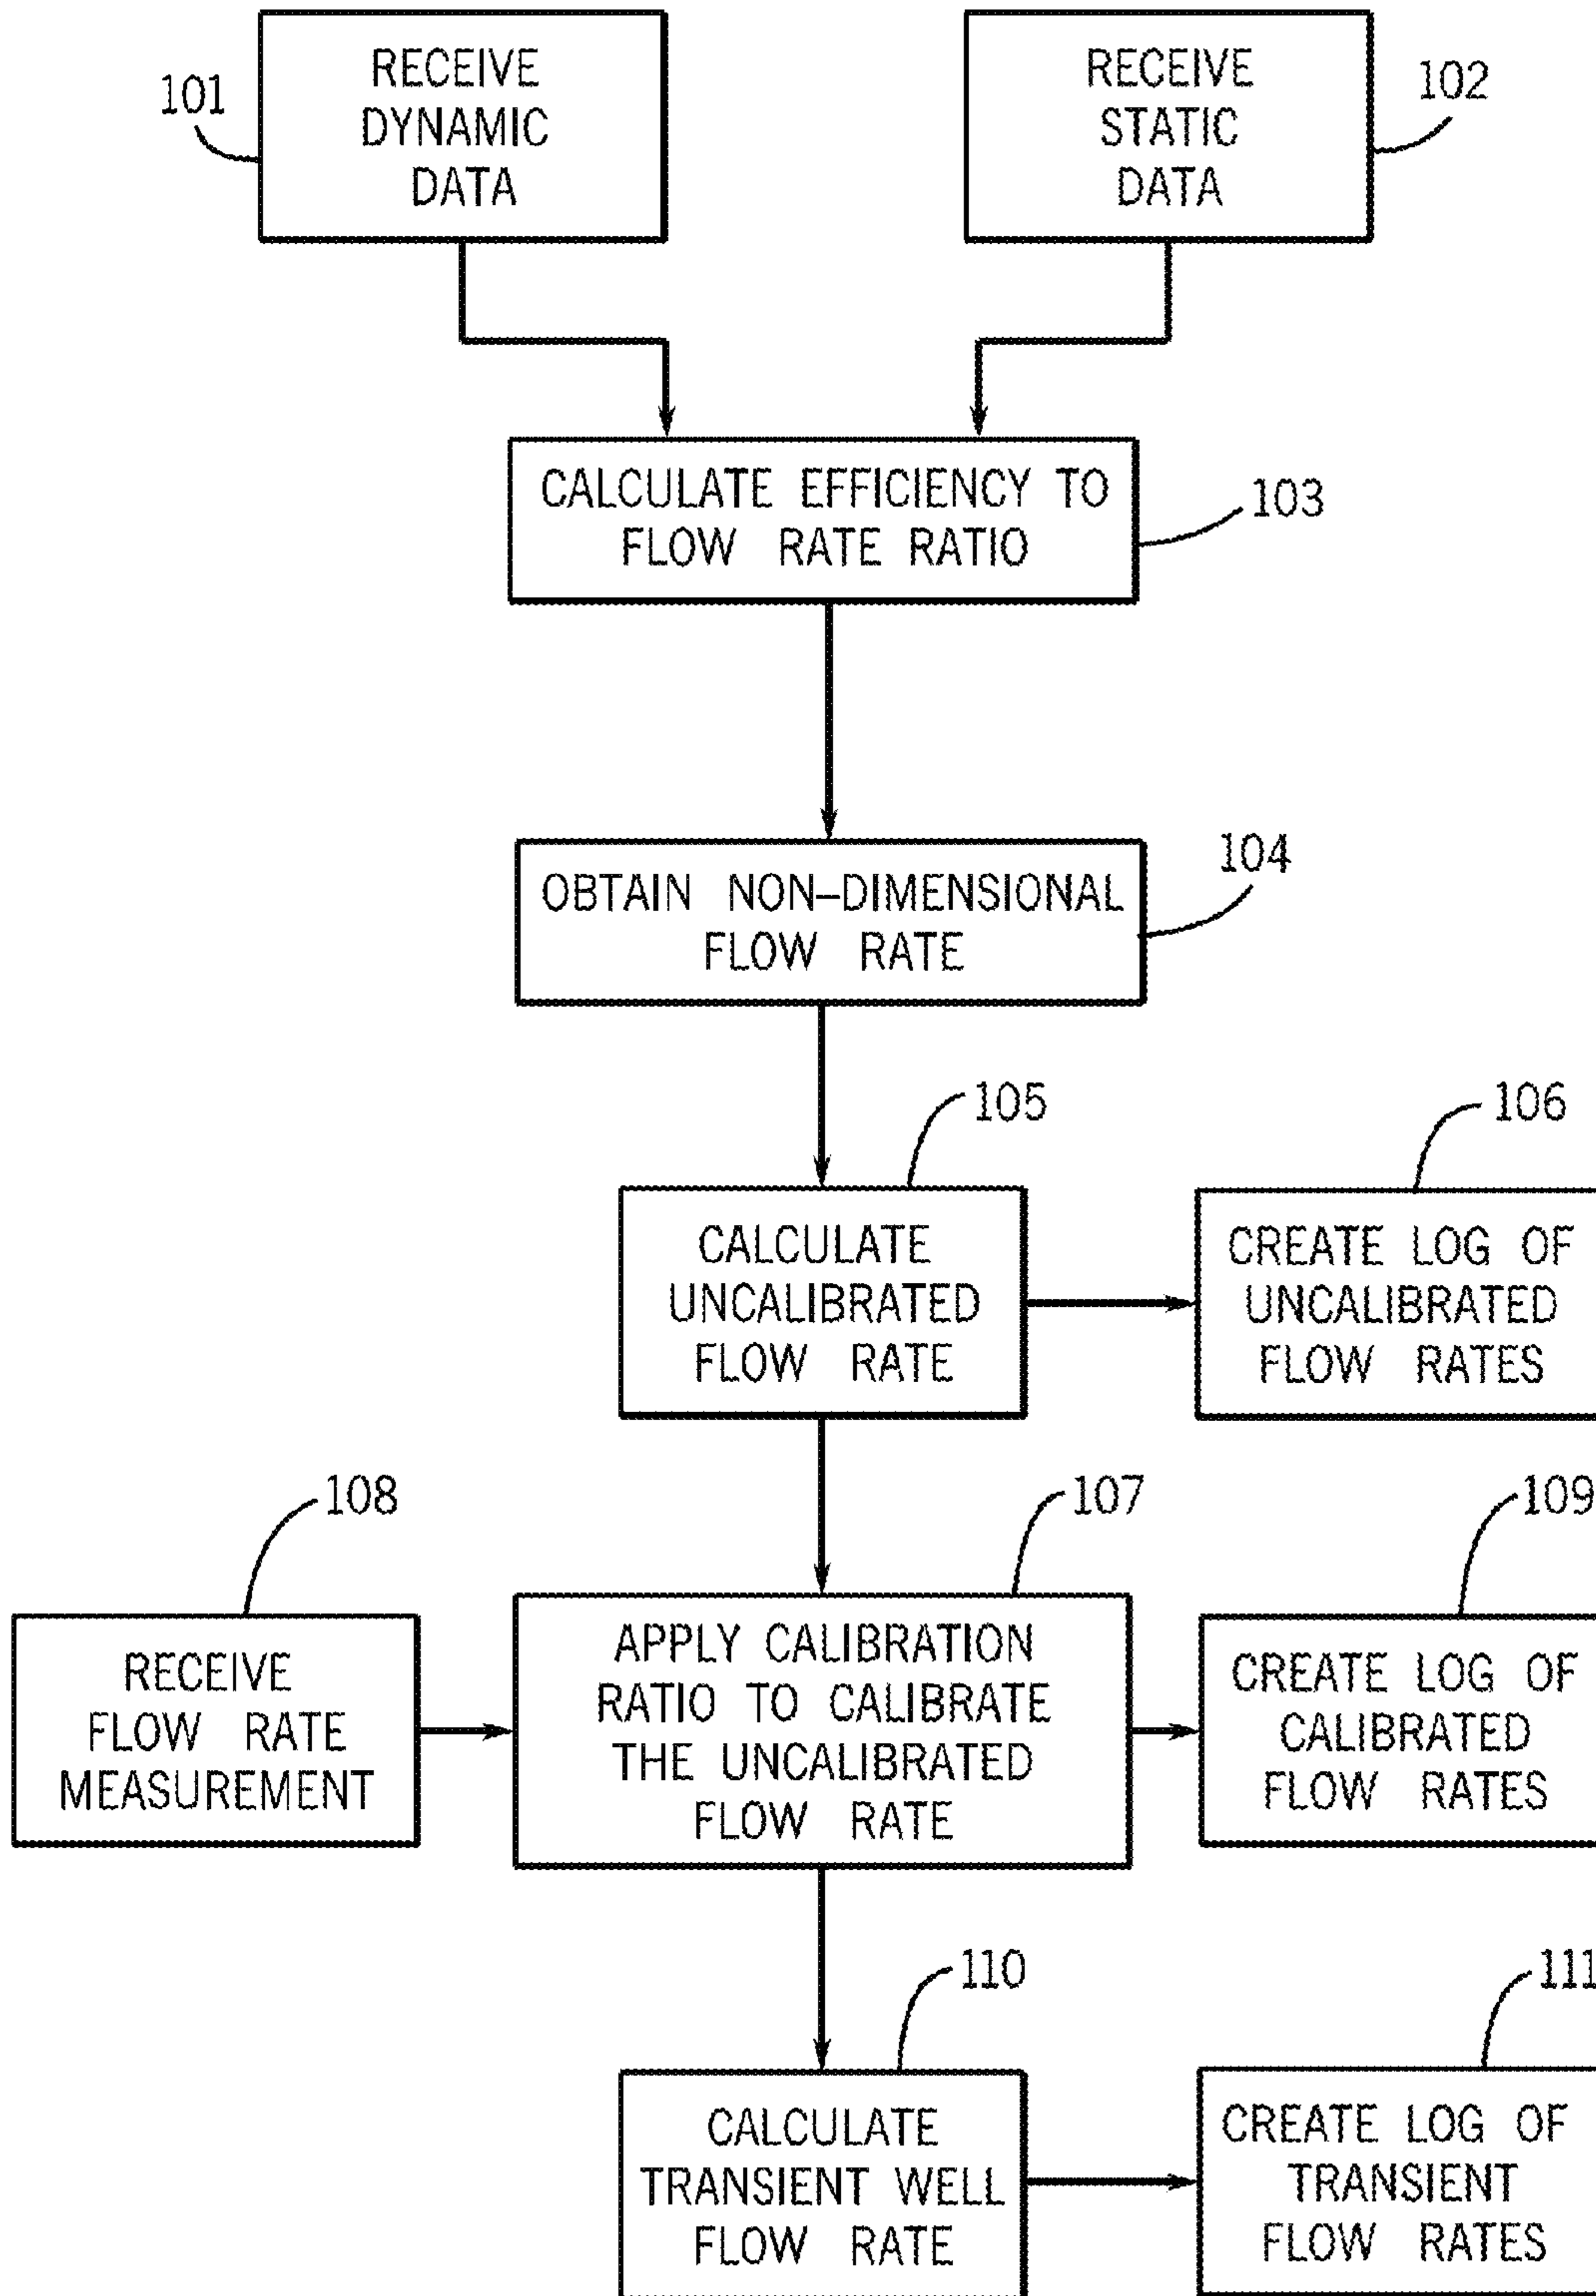 101
RECEIVE
DYNAMIC
DATA
RECEIVE
STATIC
DATA
102
CALCULATE EFFICIENCY TO
FLOW RATE RATIO
103
OBTAIN NON–DIMENSIONAL
FLOW RATE
104
105
106
CALCULATE
UNCALIBRATED
FLOW RATE
CREATE LOG OF
UNCALIBRATED
FLOW RATES
108
107
109
RECEIVE
FLOW RATE
MEASUREMENT
APPLY CALIBRATION
RATIO TO CALIBRATE
THE UNCALIBRATED
FLOW RATE
CREATE LOG OF
CALIBRATED
FLOW RATES
110
111
CALCULATE
TRANSIENT WELL
FLOW RATE
CREATE LOG OF
TRANSIENT
FLOW RATES